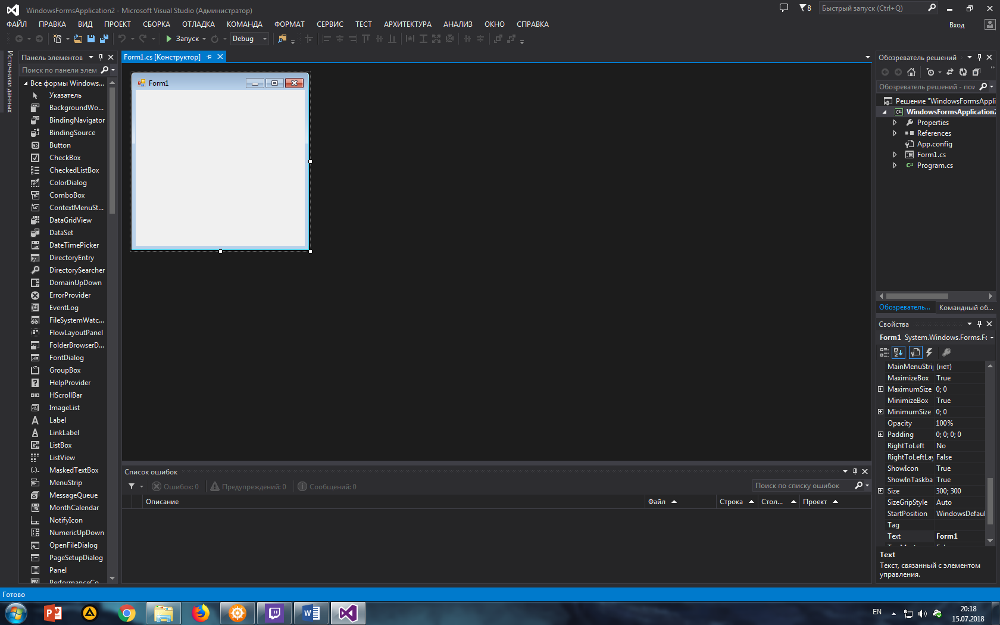 WindowsFormsApplication2 - Microsoft Visual Studio (Администратор)
8
Быстрый запуск (Ctrl+Q)
ФАЙЛ ПРАВКА ВИД ПРОЕКТ СБОРКА ОТЛАДКА КОМАНДА ФОРМАТ СЕРВИС ТЕСТ АРХИТЕКТУРА АНАЛИЗ ОКНО СПРАВКА
Вход
Запуск Debug
Источники данных
Панель элементов
Поиск по панели элем
Все формы Windows...
Указатель
BackgroundWo...
BindingNavigator
BindingSource
Button
CheckBox
CheckedListBox
ColorDialog
ComboBox
ContextMenuSt...
DataGridView
DataSet
DateTimePicker
DirectoryEntry
DirectorySearcher
DomainUpDown
ErrorProvider
EventLog
FileSystemWatc...
FlowLayoutPanel
FolderBrowserD...
FontDialog
GroupBox
HelpProvider
HScrollBar
ImageList
Label
LinkLabel
ListBox
ListView
MaskedTextBox
MenuStrip
MessageQueue
MonthCalendar
NotifyIcon
NumericUpDown
OpenFileDialog
PageSetupDialog
Panel
PerformanceCo...
Form1.cs [Конструктор]
Form1
Список ошибок
Ошибок: 0 Предупреждений: 0 Сообщений: 0
Поиск по списку ошибок
Описание Файл Строка Стол... Проект
Обозреватель решений
Обозреватель решений - пои
Решение "WindowsFormsAppli
WindowsFormsApplication2
Properties
References
App.config
Form1.cs
Program.cs
Обозреватель... Командный об...
Свойства
Form1 System.Windows.Forms.Fo
MainMenuStrip (нет)
MaximizeBox True
MaximumSize 0; 0
MinimizeBox True
MinimumSize 0; 0
Opacity 100%
Padding 0; 0; 0; 0
RightToLeft No
RightToLeftLay False
ShowIcon True
ShowInTaskba True
Size 300; 300
SizeGripStyle Auto
StartPosition WindowsDefaul
Tag
Text Form1
Text
Текст, связанный с элементом
управления.
Готово
EN
20:18
15.07.2018